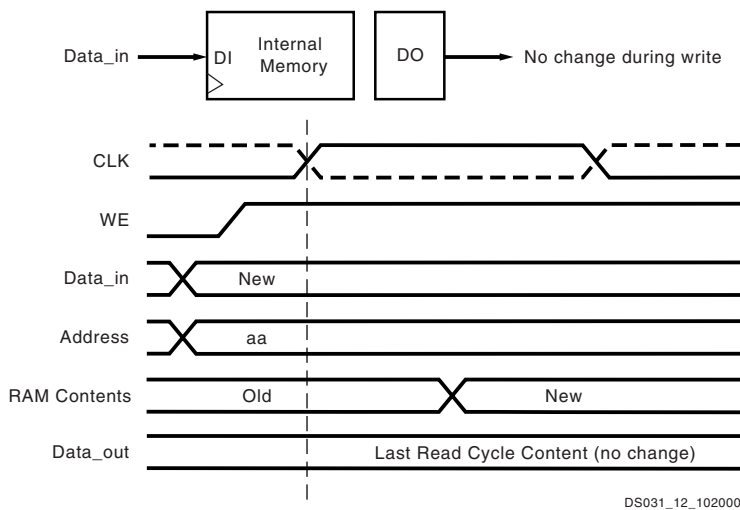 Data_in
DI
Internal
Memory
DO
No change during write
CLK
WE
Data_in
New
Address
aa
RAM Contents
Old
New
Data_out
Last Read Cycle Content (no change)
DS031_12_102000